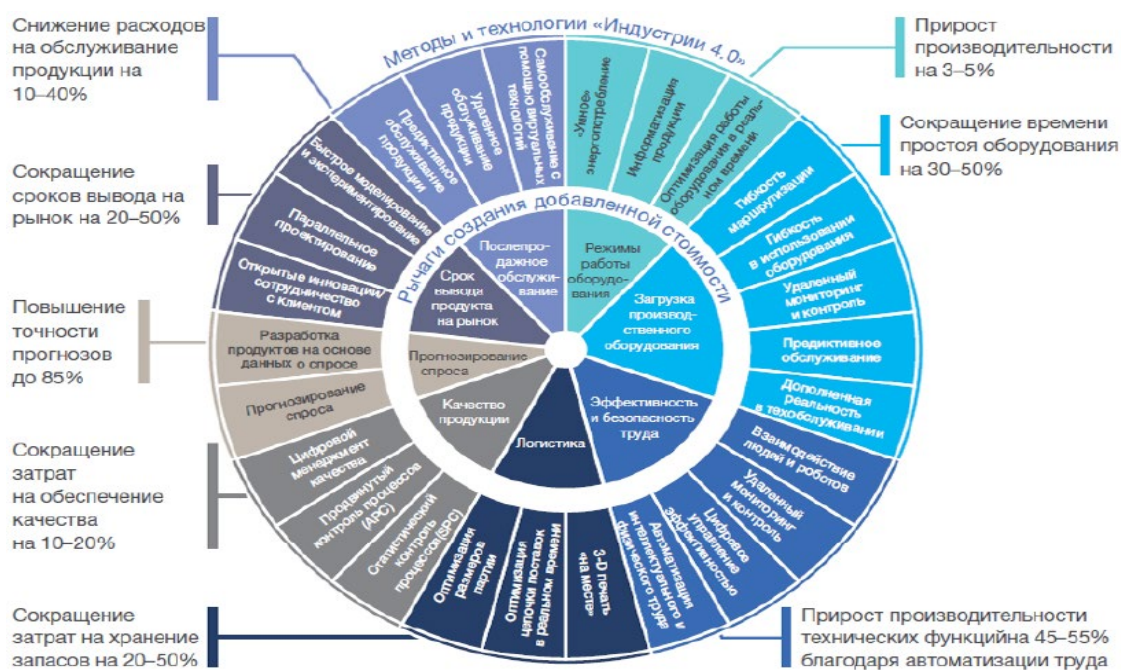 Методы и технологии «Индустрии 4.0»
Рычаги создания добавленной стоимости
Снижение расходов
на обслуживание
продукции на
10–40%
Сокращение
сроков вывода на
рынок на 20–50%
Повышение
точности
прогнозов
до 85%
Сокращение
затрат
на обеспечение
качества
на 10–20%
Сокращение
затрат на хранение
запасов на 20–50%
Прирост
производительности
на 3–5%
Сокращение времени
простоя оборудования
на 30–50%
Прирост производительности
технических функцийна 45–55%
благодаря автоматизации труда
«Умное»
энергопотребление
Информатизация
продукции
Оптимизация работы
оборудования в реаль-
ном времени
Гибкость
маршрутизации
Гибкость
в использовании
оборудования
Удаленный
мониторинг
и контроль
Предиктивное
обслуживание
Дополненная
реальность
в техобслуживании
Взаимодействие
людей и роботов
Удаленный
мониторинг
и контроль
Цифровое
управление
эффективностью
Автоматизация
интеллектуального и
физического труда
3-D печать
«на месте»
Оптимизация
цепочки поставок
в реальном времени
Оптимизация
размеров
партии
Статистический
контроль
процессов(SPC)
Продвинутый
контроль процессов
(APC)
Цифровой
менеджмент
качества
Прогнозирование
спроса
Разработка
продуктов на основе
данных о спросе
Открытые инновации/
сотрудничество
с Клиентом
Параллельное
проектирование
Быстрое моделирование
и экспериментирование
Предиктивное
обслуживание
продукции
Удаленное
обслуживание
продукции
Самообслуживание с
помощью виртуальных
технологий
Послепро-
дажное
обслужи-
вание
Режимы
работы
оборудо-
вания
Загрузка
производ-
ственного
оборудования
Эффективность
и безопасность
труда
Логистика
Качество
продукции
Прогнозирование
спроса
Срок
вывода
продукта
на рынок